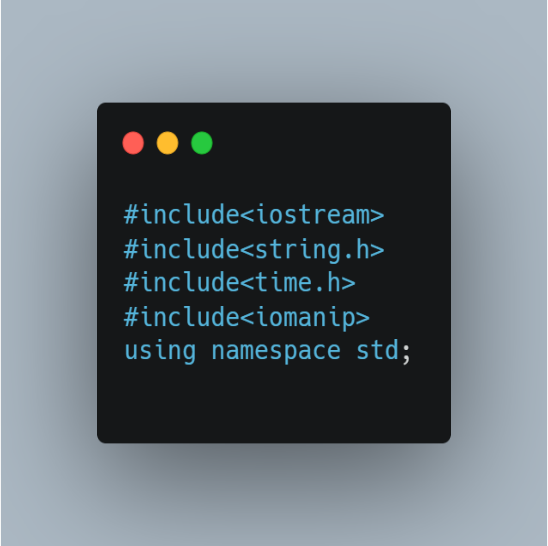 #include<iostream>
#include<string.h>
#include<time.h>
#include<iomanip>
using namespace std;